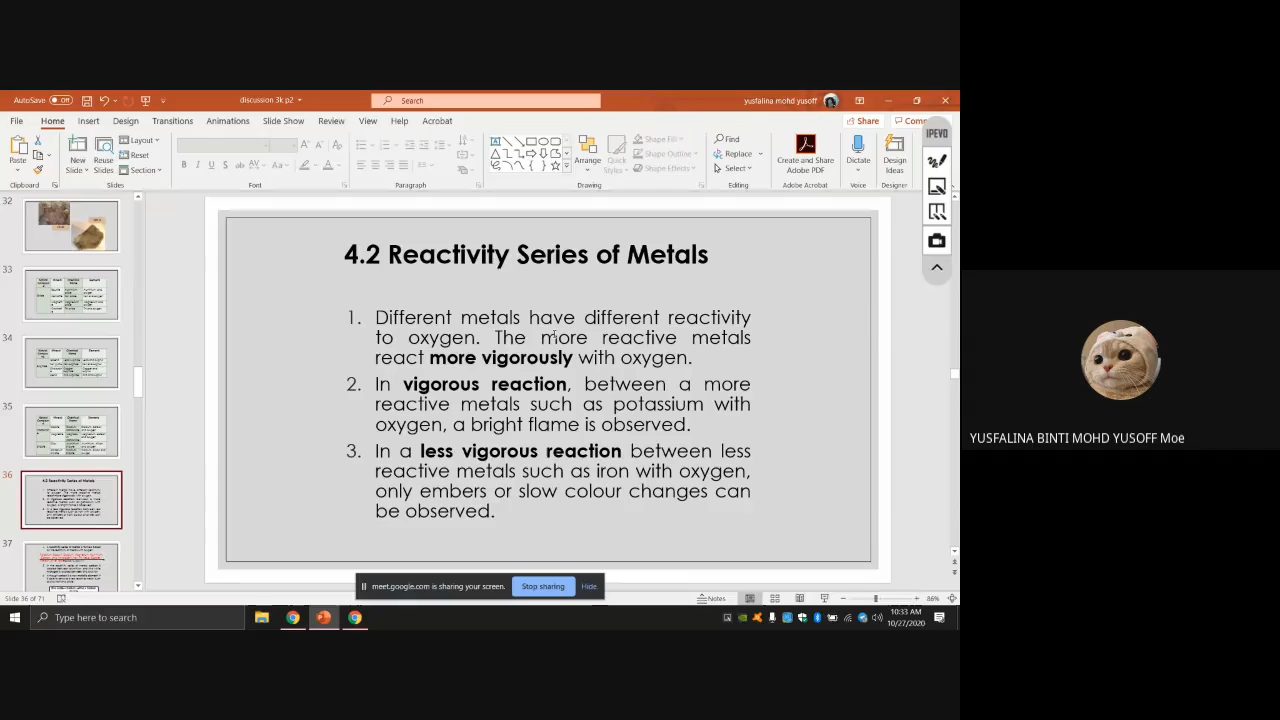 AutoSave Off
discussion 3k p2
Search
yusfalina mohd yusoff
File Home Insert Design Transitions Animations Slide Show Review View Help Acrobat
Share
Paste
New
Slide
Reuse
Slides
Layout
Reset
Section
Shape Fill
Shape Outline
Shape Effects
Arrange
Quick
Styles
Find
Replace
Select
Create and Share
Adobe PDF
Dictate
Design
Ideas
Clipboard
Slides
Font
Paragraph
Drawing
Editing
Adobe Acrobat
Voice
Designer
IPEVO
32
33
34
35
36
37
4.2 Reactivity Series of Metals
1. Different metals have different reactivity
to oxygen. The more reactive metals
react more vigorously with oxygen.
2. In vigorous reaction, between a more
reactive metals such as potassium with
oxygen, a bright flame is observed.
3. In a less vigorous reaction between less
reactive metals such as iron with oxygen,
only embers or slow colour changes can
be observed.
YUSFALINA BINTI MOHD YUSOFF Moe
meet.google.com is sharing your screen.
Stop sharing
Hide
Slide 36 of 71
Notes
86%
Type here to search
10:33 AM
10/27/2020